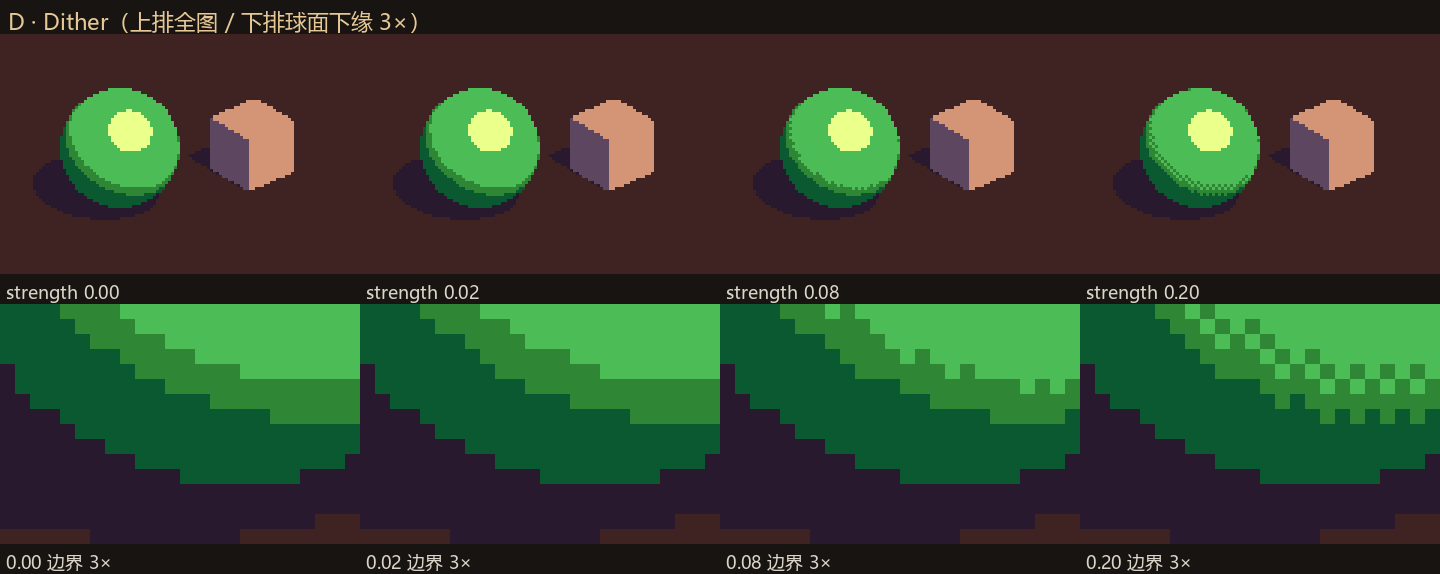 D · Dither（上排全图 / 下排球面下缘 3×）
strength 0.00
strength 0.02
strength 0.08
strength 0.20
0.00 边界 3×
0.02 边界 3×
0.08 边界 3×
0.20 边界 3×